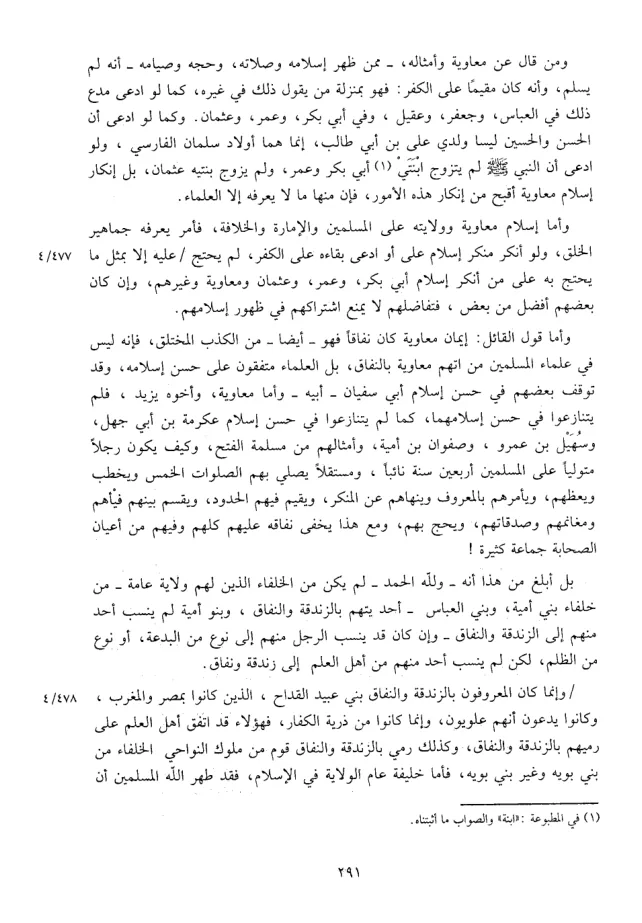 ومن قال عن معاوية وأمثاله، ـ ممن ظهر إسلامه وصلاته، وحجه وصيامه ـ أنه لم
يسلم، وأنه كان مقيمًا على الكفر: فهو بمنزلة من يقول ذلك في غيره، كما لو ادعى مدع
ذلك في العباس، وجعفر، وعقيل ، وفي أبي بكر، وعمر، وعثمان. وكما لو ادعى أن
الحسن والحسين ليسا ولدي على بن أبي طالب، إنما هما أولاد سلمان الفارسي ، ولو
ادعى أن النبي ﷺ لم يتزوج ابْنَتَيْ (١) أبي بكر وعمر، ولم يزوج بنتيه عثمان، بل إنكار
إسلام معاوية أقبح من إنكار هذه الأمور، فإن منها ما لا يعرفه إلا العلماء.
وأما إسلام معاوية وولايته على المسلمين والإمارة والخلافة، فأمر يعرفه جماهير
الخلق، ولو أنكر منكر إسلام على أو ادعى بقاءه على الكفر، لم يحتج / عليه إلا بمثل ما
٤/٤٧٧
يحتج به على من أنكر إسلام أبي بكر، وعمر، وعثمان ومعاوية وغيرهم، وإن كان
بعضهم أفضل من بعض ، فتفاضلهم لا يمنع اشتراكهم في ظهور إسلامهم.
وأما قول القائل: إيمان معاوية كان نفاقاً فهو ـ أيضا ـ من الكذب المختلق، فإنه ليس
في علماء المسلمين من اتهم معاوية بالنفاق، بل العلماء متفقون على حسن إسلامه، وقد
توقف بعضهم في حسن إسلام أبي سفيان ـ أبيه ـ وأما معاوية، وأخوه يزيد ، فلم
يتنازعوا في حسن إسلامهما، كما لم يتنازعوا في حسن إسلام عكرمة بن أبي جهل،
وسُهَيْل بن عمرو ، وصفوان بن أمية، وأمثالهم من مسلمة الفتح، وكيف يكون رجلاً
متولياً على المسلمين أربعين سنة نائباً ، ومستقلاً يصلي بهم الصلوات الخمس ويخطب
ويعظهم، ويأمرهم بالمعروف وينهاهم عن المنكر، ويقيم فيهم الحدود، ويقسم بينهم فيْأهم
ومغانمهم وصدقاتهم، ويحج بهم، ومع هذا يخفى نفاقه عليهم كلهم وفيهم من أعيان
الصحابة جماعة كثيرة !
بل أبلغ من هذا أنه ـ ولله الحمد ـ لم يكن من الخلفاء الذين لهم ولاية عامة ـ من
خلفاء بني أمية، وبني العباس ـ أحد يتهم بالزندقة والنفاق ، وبنو أمية لم ينسب أحد
منهم إلى الزندقة والنفاق ـ وإن كان قد ينسب الرجل منهم إلى نوع من البدعة، أو نوع
من الظلم، لكن لم ينسب أحد منهم من أهل العلم إلى زندقة ونفاق.
/ وإنما كان المعروفون بالزندقة والنفاق بني عبيد القداح ، الذين كانوا بمصر والمغرب ،
٤/٤٧٨
وكانوا يدعون أنهم علويون، وإنما كانوا من ذرية الكفار، فهؤلاء قد اتفق أهل العلم على
رميهم بالزندقة والنفاق، وكذلك رمي بالزندقة والنفاق قوم من ملوك النواحي الخلفاء من
بني بويه وغير بني بويه، فأما خليفة عام الولاية في الإسلام، فقد طهر الله المسلمين أن
(١) في المطبوعة :«ابنة» والصواب ما أثبتناه.
٢٩١